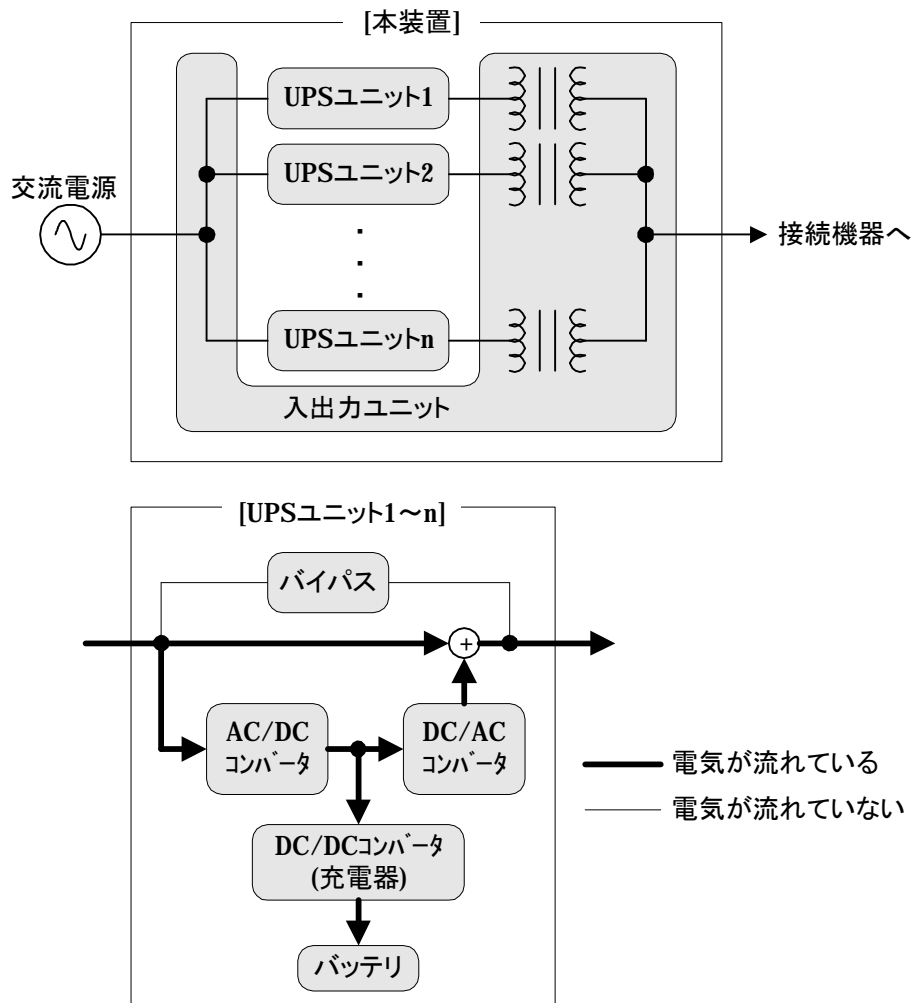 [本装置]
UPSユニット1
UPSユニット2
交流電源
・
・
・
接続機器へ
UPSユニットn
入出力ユニット
[UPSユニット1～n]
バイパス
+
AC/DC
コンバータ
DC/AC
コンバータ
電気が流れている
電気が流れていない
DC/DCコンバータ
(充電器)
バッテリ